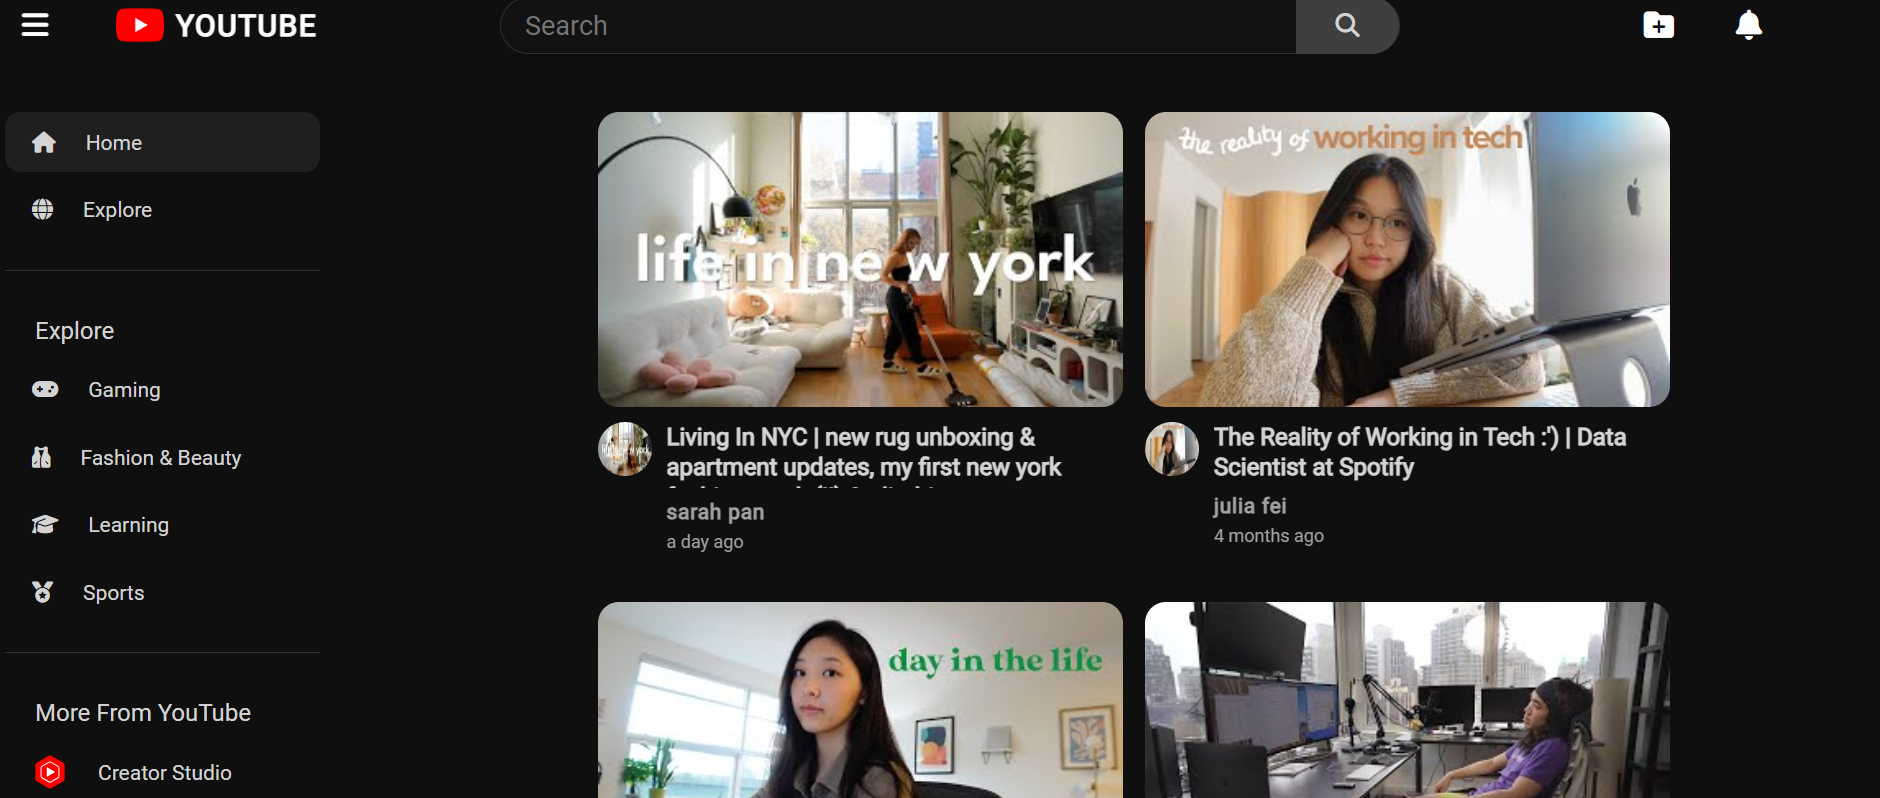 YOUTUBE
Search
Home
Explore
Explore
Gaming
Fashion & Beauty
Learning
Sports
More From YouTube
Creator Studio
life in new york
Living In NYC | new rug unboxing &
apartment updates, my first new york
sarah pan
a day ago
the reality of working in tech
The Reality of Working in Tech :') | Data
Scientist at Spotify
julia fei
4 months ago
day in the life